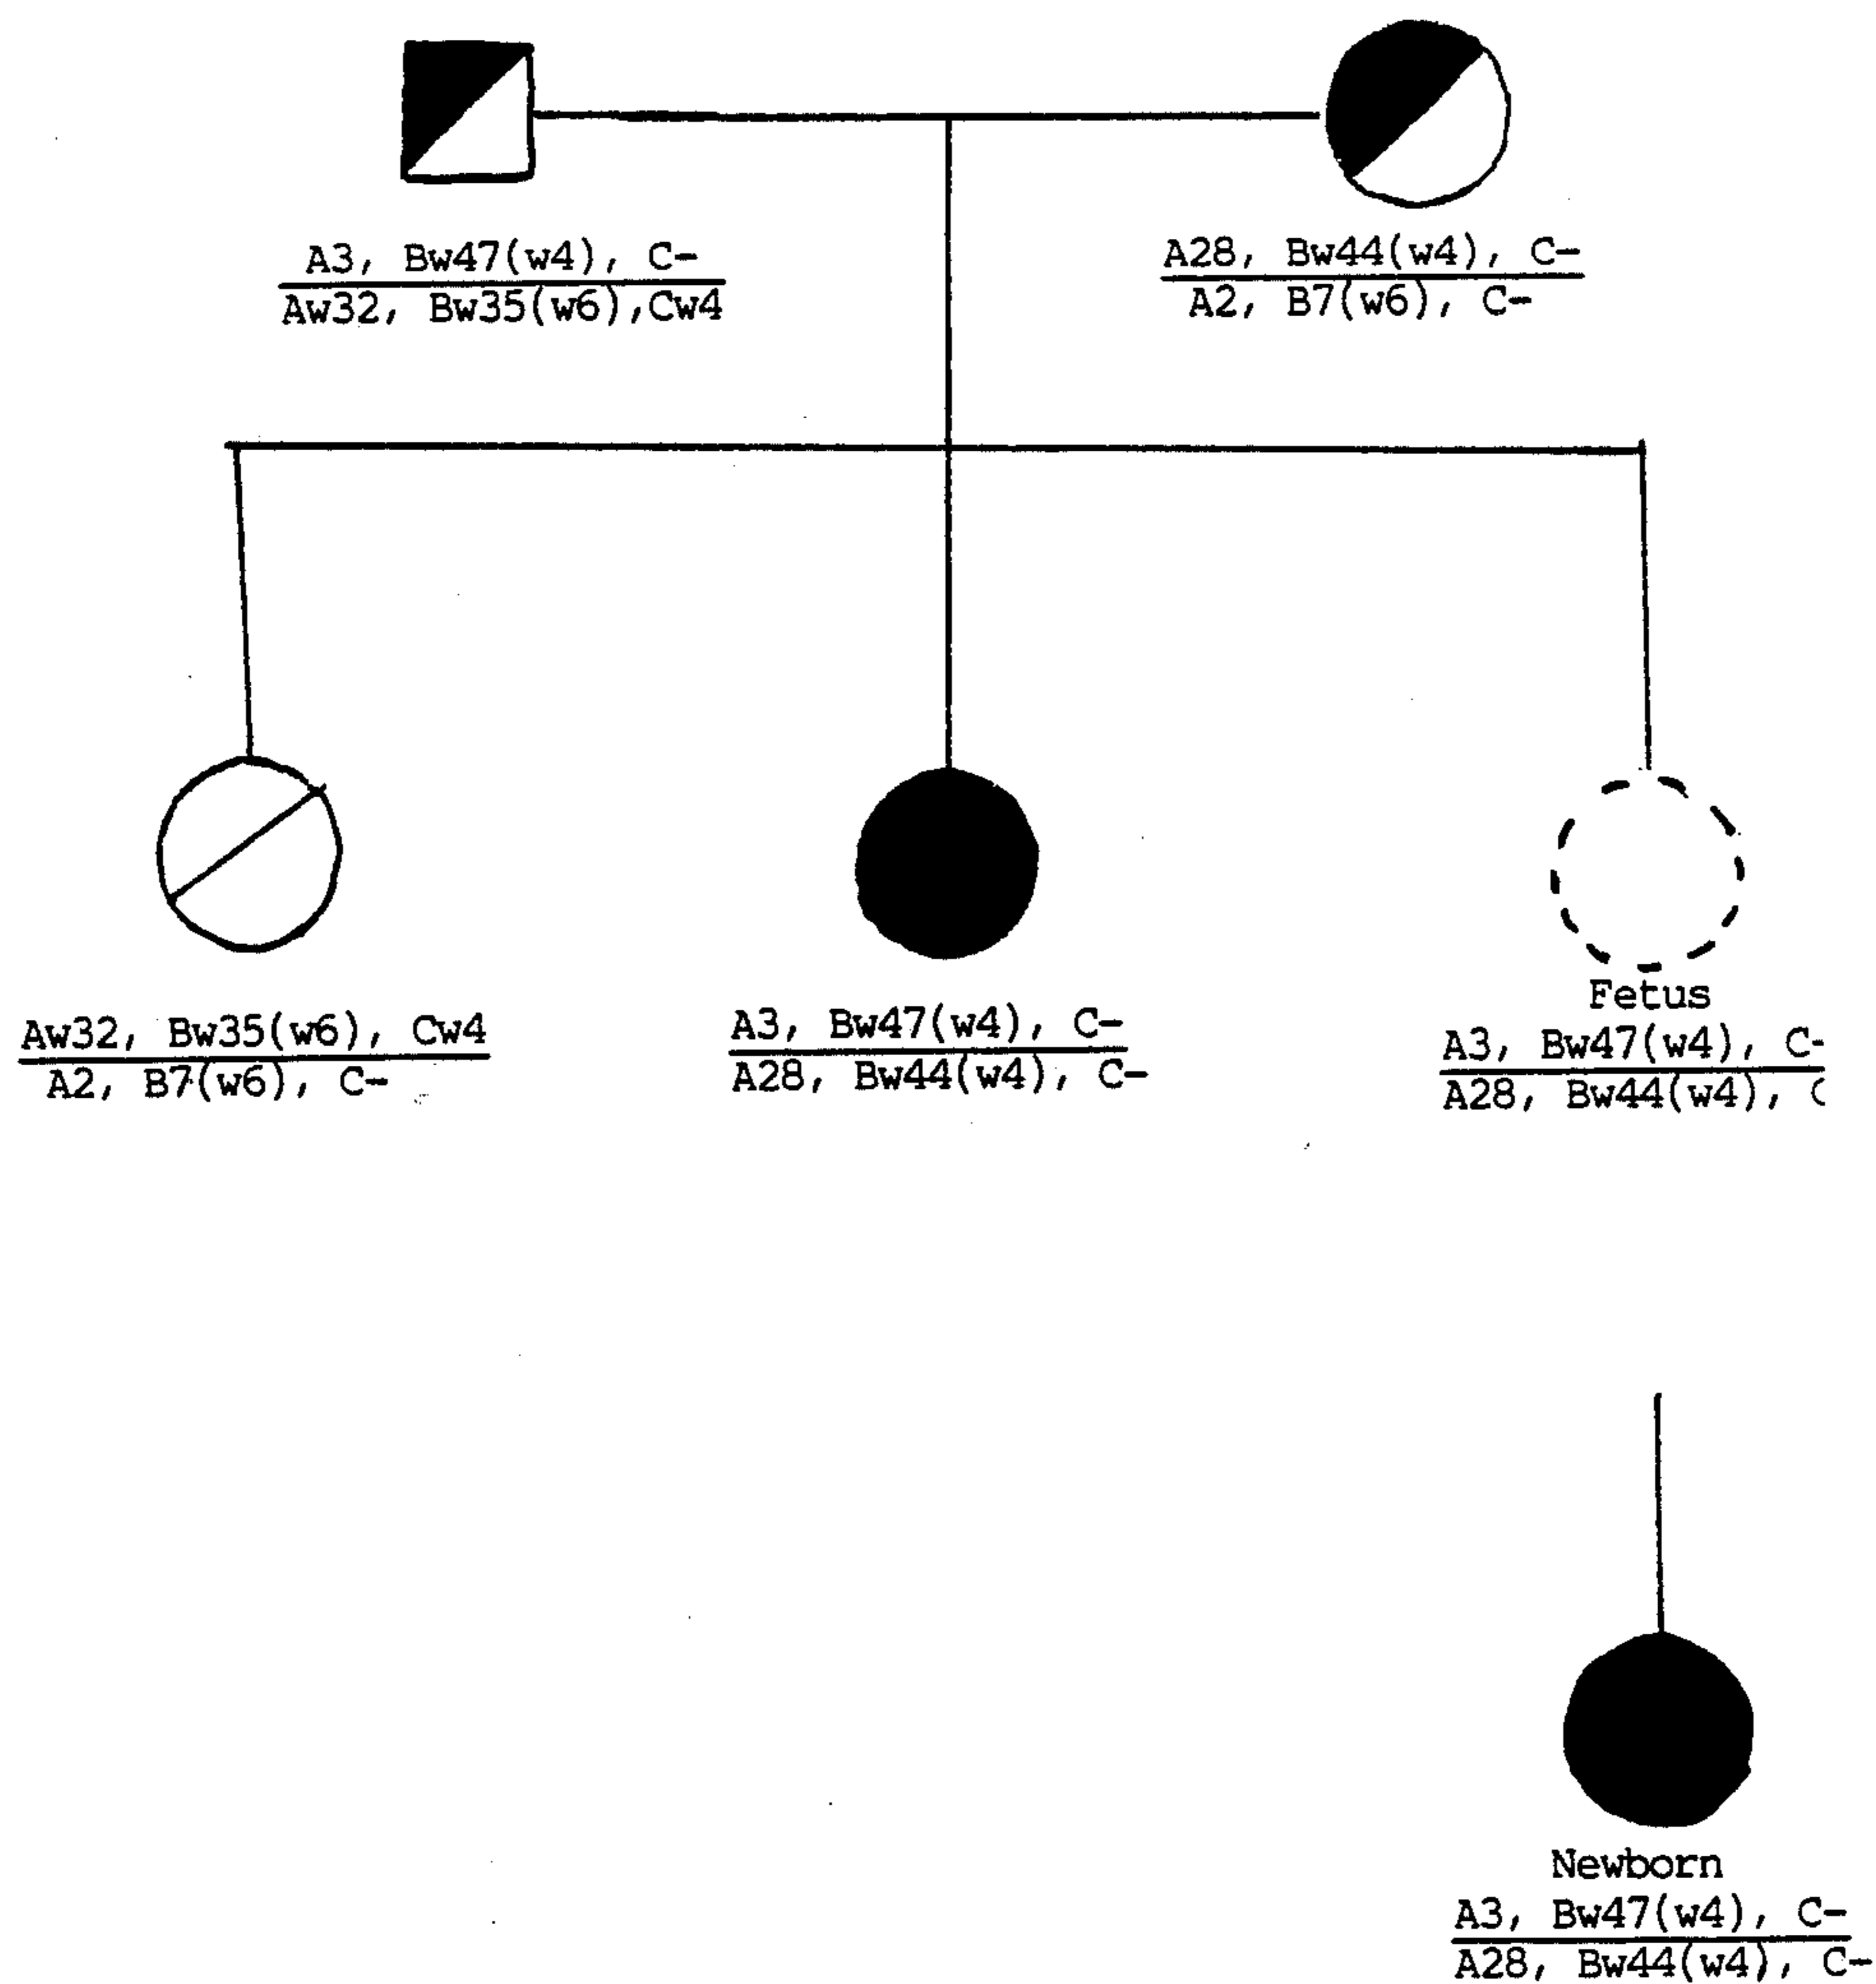 A3, Bw47(w4), C-
Aw32, Bw35(w6),Cw4
A28, Bw44(w4), C-
A2, B7(w6), C-
Aw32, Bw35(w6), Cw4
A2, B7(w6), C-
A3, Bw47(w4), C-
A28, Bw44(w4), C-
Fetus
A3, Bw47(w4), C-
A28, Bw44(w4), C
Newborn
A3, Bw47(w4), C-
A28, Bw44(w4), C-